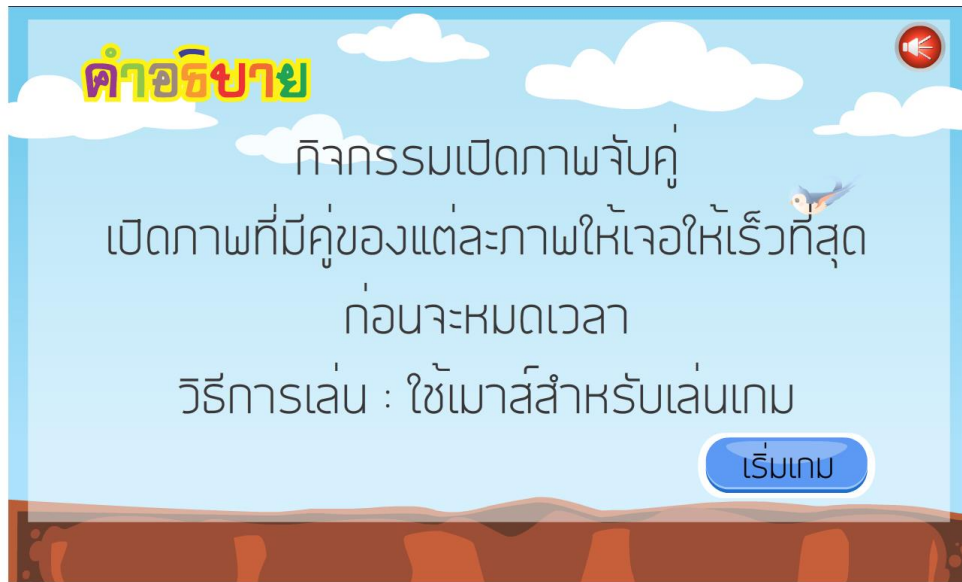 คำอธิบาย
กิจกรรมเปิดภาพจับคู่
เปิดภาพที่มีคู่ของแต่ละภาพให้เจอให้เร็วที่สุด
ก่อนจะหมดเวลา
วิธีการเล่น : ใช้เมาส์สำหรับเล่นเกม
เริ่มเกม